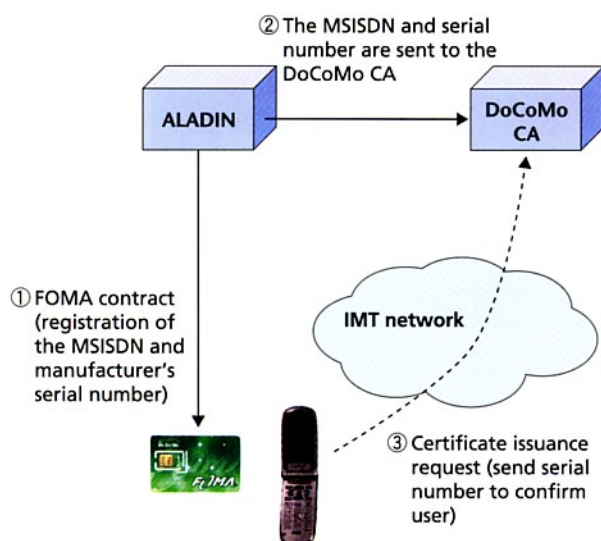 ② The MSISDN and serial
number are sent to the
DoCoMo CA
ALADIN
DoCoMo
CA
① FOMA contract
(registration of
the MSISDN and
manufacturer's
serial number)
IMT network
FOMA
③ Certificate issuance
request (send serial
number to confirm
user)